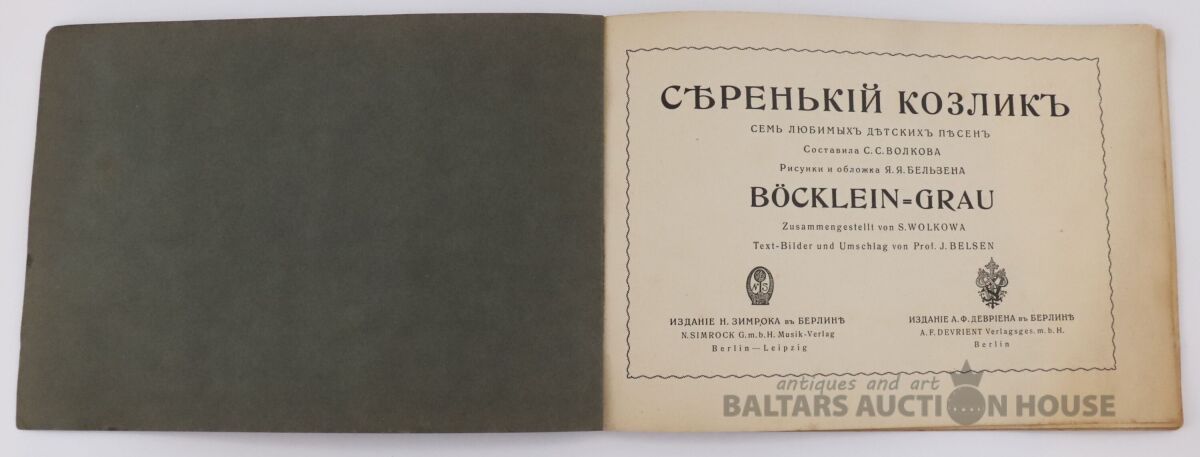 СѢРЕНЬКІЙ КОЗЛИКЪ
СЕМЬ ЛЮБИМЫХЪ ДѢТСКИХЪ ПѢСЕНЪ
Составила С. С. ВОЛКОВА
Рисунки и обложка Я. Я. БЕЛЬЗЕНА
BÖCKLEIN=GRAU
Zusammengestellt von S. WOLKOWA
Text-Bilder und Umschlag von Prof. J. BELSEN
N S
ИЗДАНІЕ Н. ЗИМРОКА въ БЕРЛИНѢ
N. SIMROCK G. m. b. H. Musik-Verlag
Berlin — Leipzig
ИЗДАНІЕ А. Ф. ДЕВРІЕНА въ БЕРЛИНѢ
A. F. DEVRIENT Verlagsges. m. b. H.
Berlin
antiques and art
BALTARS AUCTION HOUSE